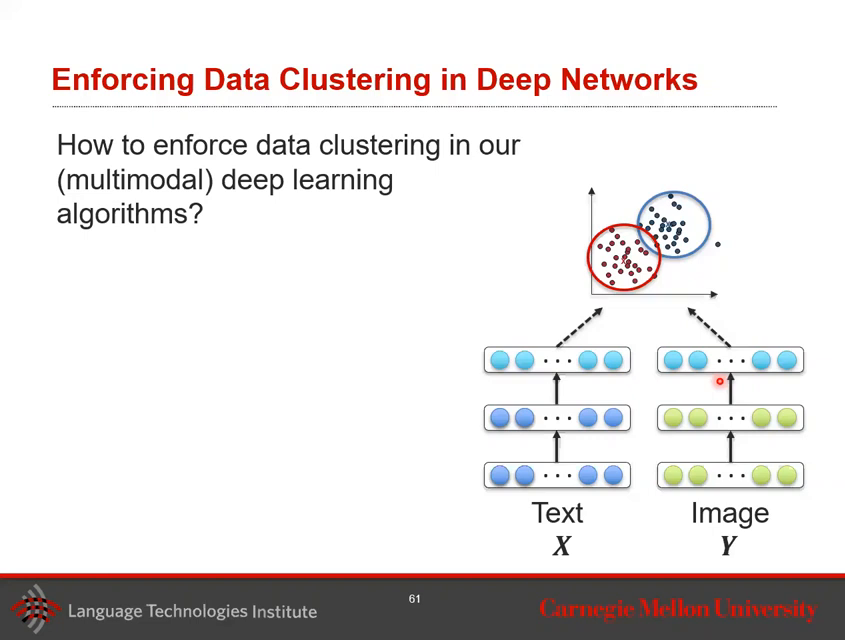 Enforcing Data Clustering in Deep Networks
How to enforce data clustering in our
(multimodal) deep learning
algorithms?
Text
Image
X
Y
Language Technologies Institute
61
Carnegie Mellon University